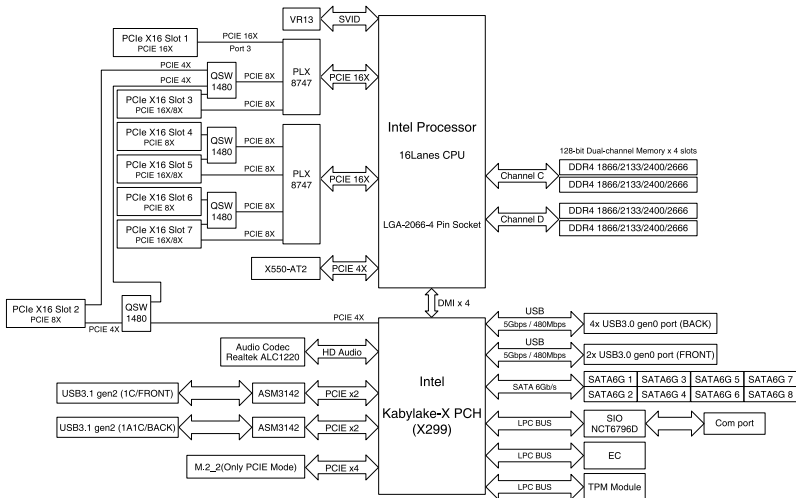 VR13
SVID
PCIe X16 Slot 1
PCIE 16X
PCIE 16X
Port 3
PCIE 4X
PCIE 4X
QSW
1480
PCIE 8X
PLX
8747
PCIE 16X
PCIe X16 Slot 3
PCIE 16X/8X
PCIE 8X
PCIe X16 Slot 4
PCIE 8X
QSW
1480
PCIE 8X
PCIe X16 Slot 5
PCIE 16X/8X
PCIE 8X
PLX
8747
PCIE 16X
PCIe X16 Slot 6
PCIE 8X
QSW
1480
PCIE 8X
PCIe X16 Slot 7
PCIE 16X/8X
PCIE 8X
Intel Processor
16Lanes CPU
LGA-2066-4 Pin Socket
128-bit Dual-channel Memory x 4 slots
Channel C
DDR4 1866/2133/2400/2666
DDR4 1866/2133/2400/2666
Channel D
DDR4 1866/2133/2400/2666
DDR4 1866/2133/2400/2666
X550-AT2
PCIE 4X
DMI x 4
PCIe X16 Slot 2
PCIE 8X
PCIE 4X
QSW
1480
PCIE 4X
Audio Codec
Realtek ALC1220
HD Audio
USB3.1 gen2 (1C/FRONT)
ASM3142
PCIE x2
USB3.1 gen2 (1A1C/BACK)
ASM3142
PCIE x2
M.2_2(Only PCIE Mode)
PCIE x4
Intel
Kabylake-X PCH
(X299)
USB
5Gbps / 480Mbps
4x USB3.0 gen0 port (BACK)
USB
5Gbps / 480Mbps
2x USB3.0 gen0 port (FRONT)
SATA 6Gb/s
SATA6G 1 SATA6G 3 SATA6G 5 SATA6G 7
SATA6G 2 SATA6G 4 SATA6G 6 SATA6G 8
LPC BUS
SIO
NCT6796D
Com port
LPC BUS
EC
LPC BUS
TPM Module